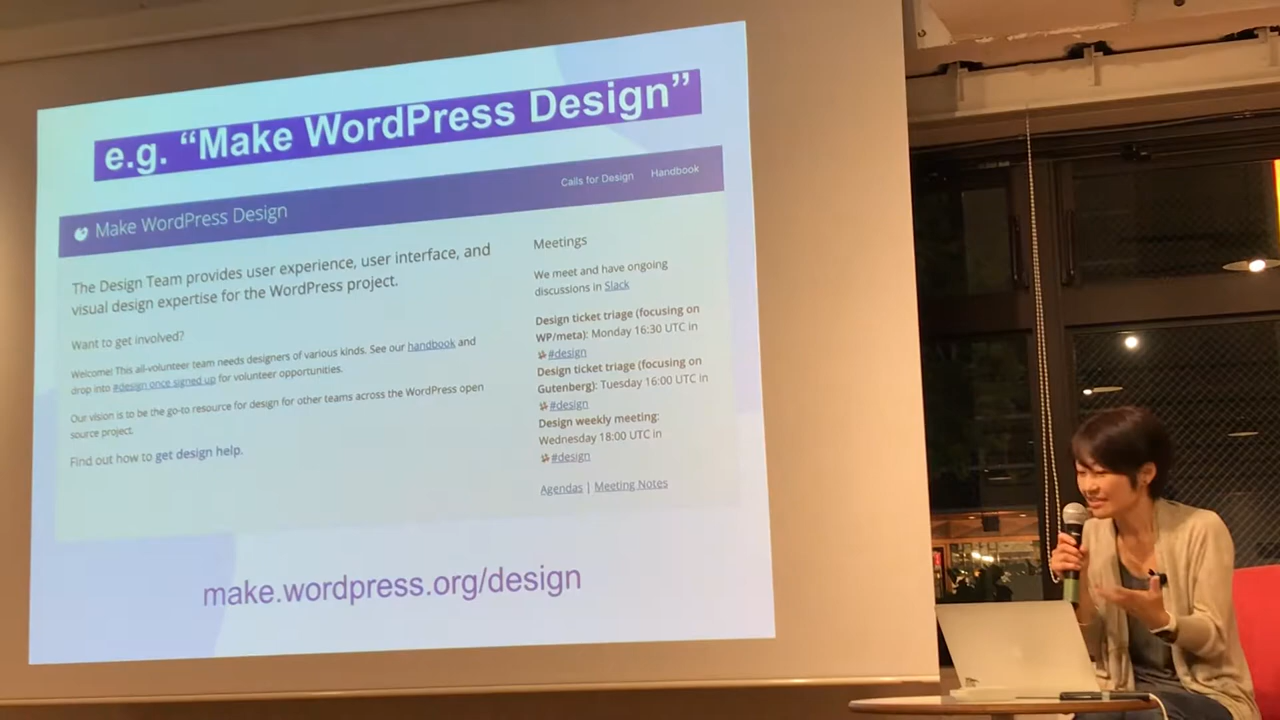 e.g. “Make WordPress Design”
Calls for Design Handbook
Make WordPress Design
The Design Team provides user experience, user interface, and
visual design expertise for the WordPress project.
Want to get involved?
Welcome! This all-volunteer team needs designers of various kinds. See our handbook and
drop into #design once signed up for volunteer opportunities.
Our vision is to be the go-to resource for design for other teams across the WordPress open
source project.
Find out how to get design help.
Meetings
We meet and have ongoing
discussions in Slack
Design ticket triage (focusing on
WP/meta): Monday 16:30 UTC in
#design
Design ticket triage (focusing on
Gutenberg): Tuesday 16:00 UTC in
#design
Design weekly meeting:
Wednesday 18:00 UTC in
#design
Agendas | Meeting Notes
make.wordpress.org/design